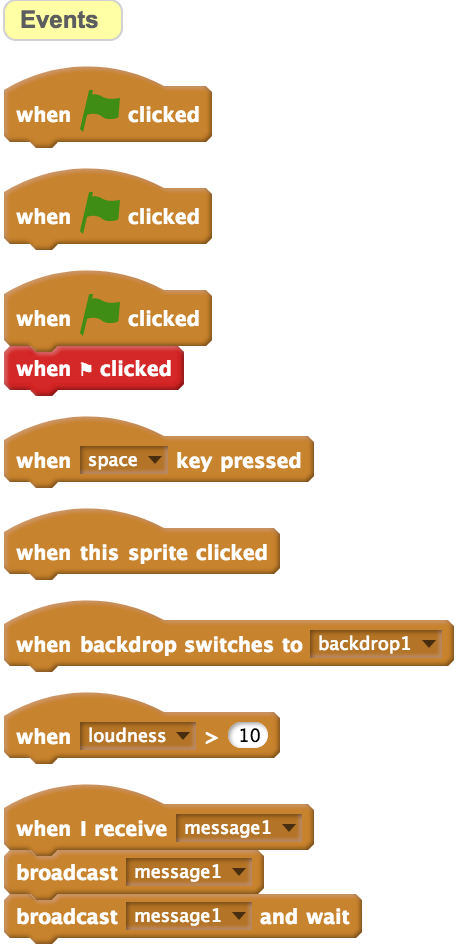 Events
when clicked
when clicked
when clicked
when clicked
when space key pressed
when this sprite clicked
when backdrop switches to backdrop1
when loudness > 10
when I receive message1
broadcast message1
broadcast message1 and wait